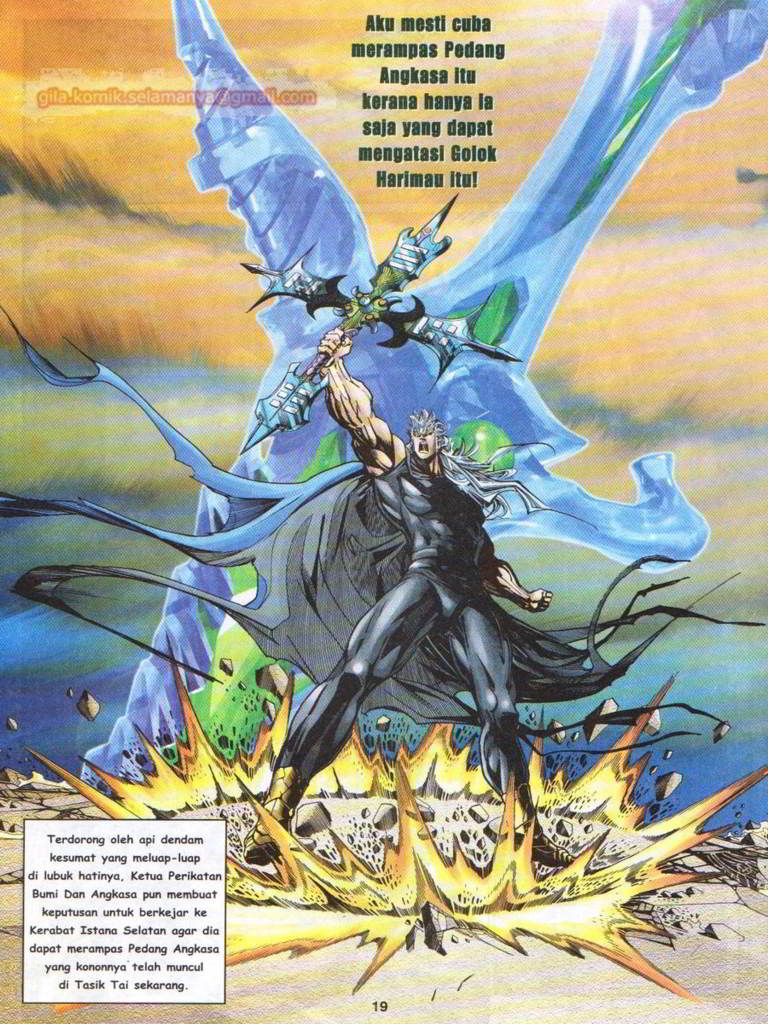 Aku mesti cuba
merampas Pedang
Angkasa itu
kerana hanya ia
saja yang dapat
mengatasi Golok
Harimau itu!
gila.komik.selamanya@gmail.com
Terdorong oleh api dendam
kesumat yang meluap-luap
di lubuk hatinya, Ketua Perikatan
Bumi Dan Angkasa pun membuat
keputusan untuk berkejar ke
Kerabat Istana Selatan agar dia
dapat merampas Pedang Angkasa
yang kononnya telah muncul
di Tasik Tai sekarang.
19